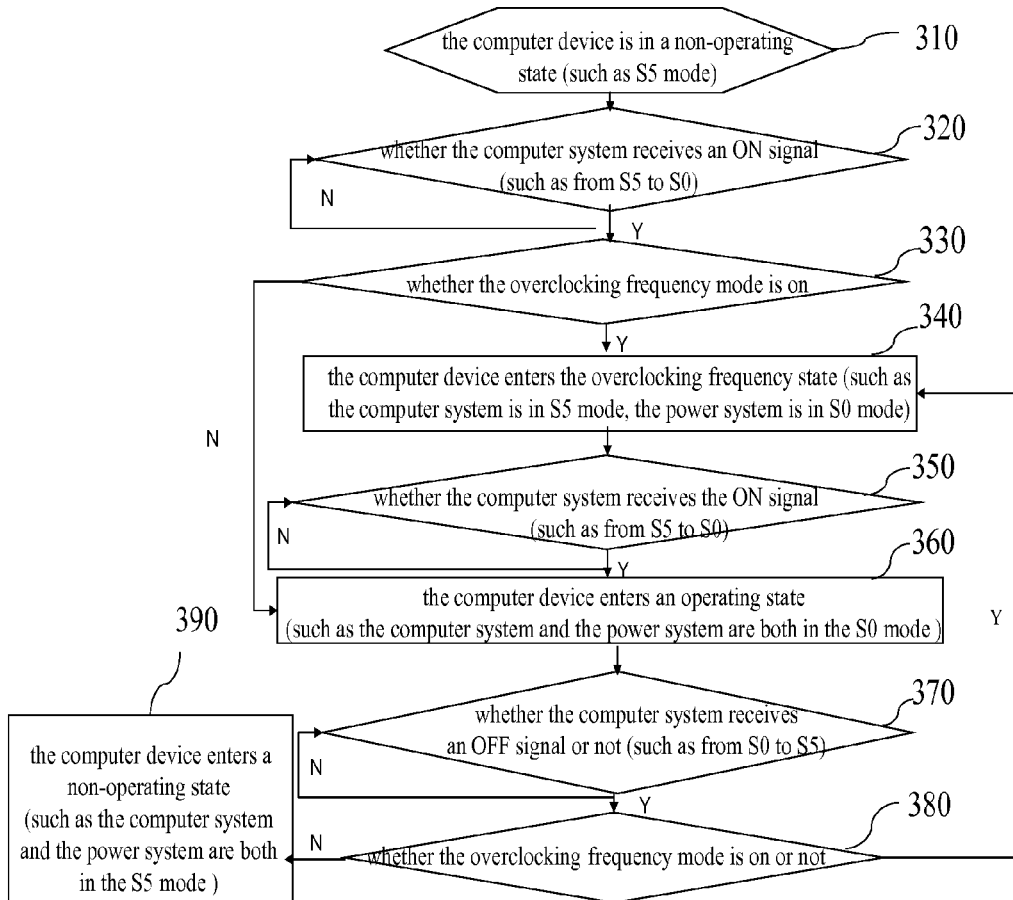 the computer device is in a non-operating
state (such as S5 mode)
310
whether the computer system receives an ON signal
(such as from S5 to S0)
320
N
Y
330
whether the overclocking frequency mode is on
340
Y
the computer device enters the overclocking frequency state (such as
the computer system is in S5 mode, the power system is in S0 mode)
N
350
whether the computer system receives the ON signal
(such as from S5 to S0)
N
360
Y
the computer device enters an operating state
(such as the computer system and the power system are both in the S0 mode )
Y
390
370
whether the computer system receives
an OFF signal or not (such as from S0 to S5)
N
Y
380
the computer device enters a
non-operating state
(such as the computer system
and the power system are both
in the S5 mode )
N
whether the overclocking frequency mode is on or not